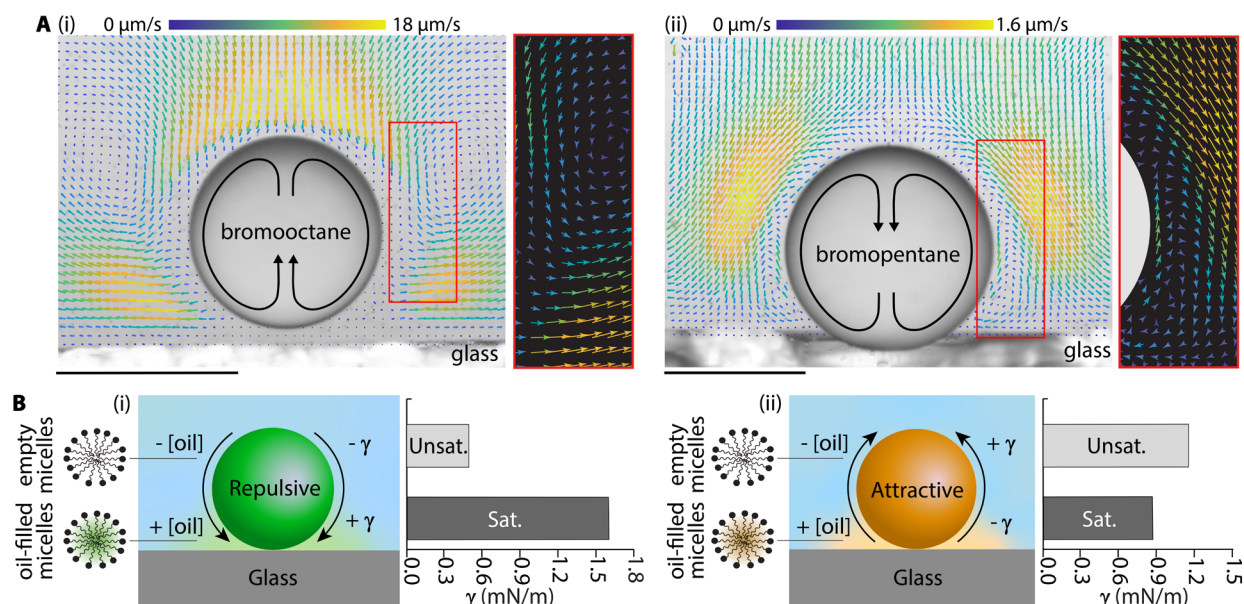 A (i) 0 µm/s 18 µm/s
bromooctane
glass
(ii) 0 µm/s 1.6 µm/s
bromopentane
glass
B (i)
empty
micelles
oil-filled
micelles
- [oil]
+ [oil]
- γ
+ γ
Repulsive
Glass
Unsat.
Sat.
0.0 0.3 0.6 0.9 1.2 1.5 1.8
γ (mN/m)
(ii)
empty
micelles
oil-filled
micelles
- [oil]
+ [oil]
+ γ
- γ
Attractive
Glass
Unsat.
Sat.
0.0 0.3 0.6 0.9 1.2 1.5
γ (mN/m)